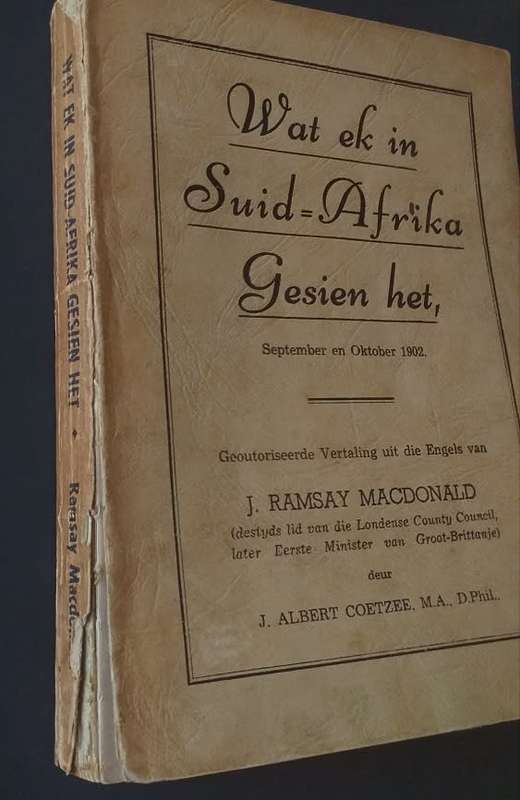 Wat ek in
Suid=Afrika
Gesien het,
September en Oktober 1902.
Geoutoriseerde Vertaling uit die Engels van
J. RAMSAY MACDONALD
(destyds lid van die Londense County Council,
later Eerste Minister van Groot-Brittanje)
deur
J. ALBERT COETZEE, M.A., D.Phil.,
WAT EK IN SUID-AFRIKA GESIEN HET • Ramsay